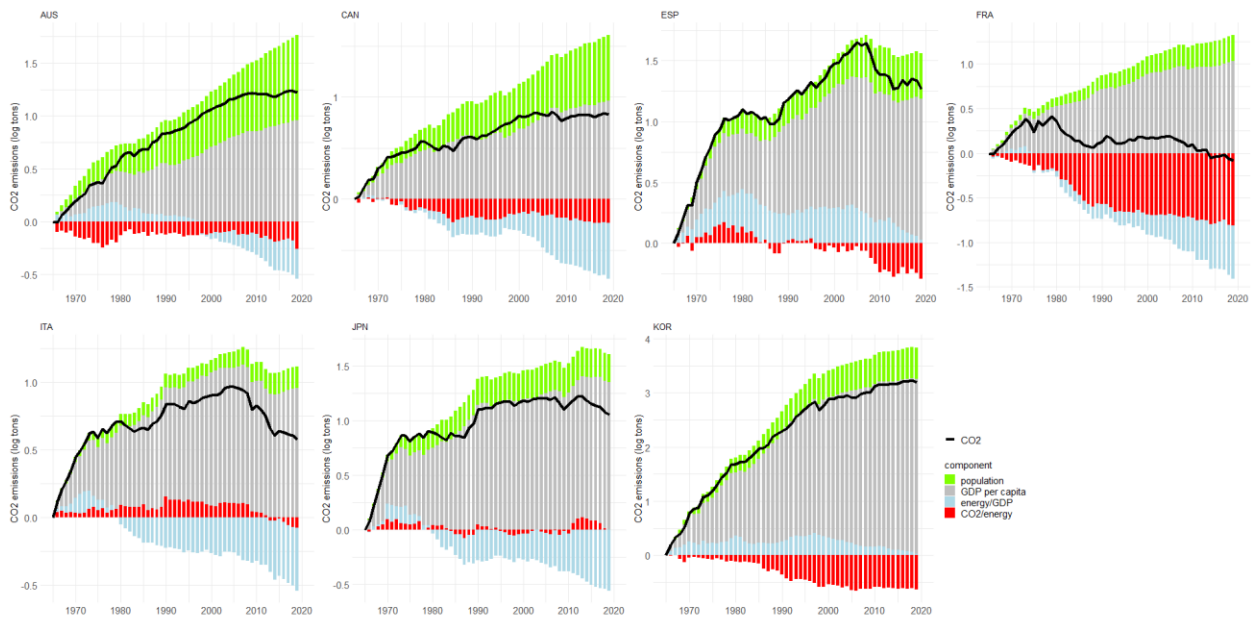 AUS
CO2 emissions (log tons)
1.5
1.0
0.5
0.0
-0.5
1970 1980 1990 2000 2010 2020
CAN
CO2 emissions (log tons)
1
0
1970 1980 1990 2000 2010 2020
ESP
CO2 emissions (log tons)
1.5
1.0
0.5
0.0
1970 1980 1990 2000 2010 2020
FRA
CO2 emissions (log tons)
1.0
0.5
0.0
-0.5
-1.0
-1.5
1970 1980 1990 2000 2010 2020
ITA
CO2 emissions (log tons)
1.0
0.5
0.0
-0.5
1970 1980 1990 2000 2010 2020
JPN
CO2 emissions (log tons)
1.5
1.0
0.5
0.0
-0.5
1970 1980 1990 2000 2010 2020
KOR
CO2 emissions (log tons)
4
3
2
1
0
1970 1980 1990 2000 2010 2020
CO2
component
population
GDP per capita
energy/GDP
CO2/energy